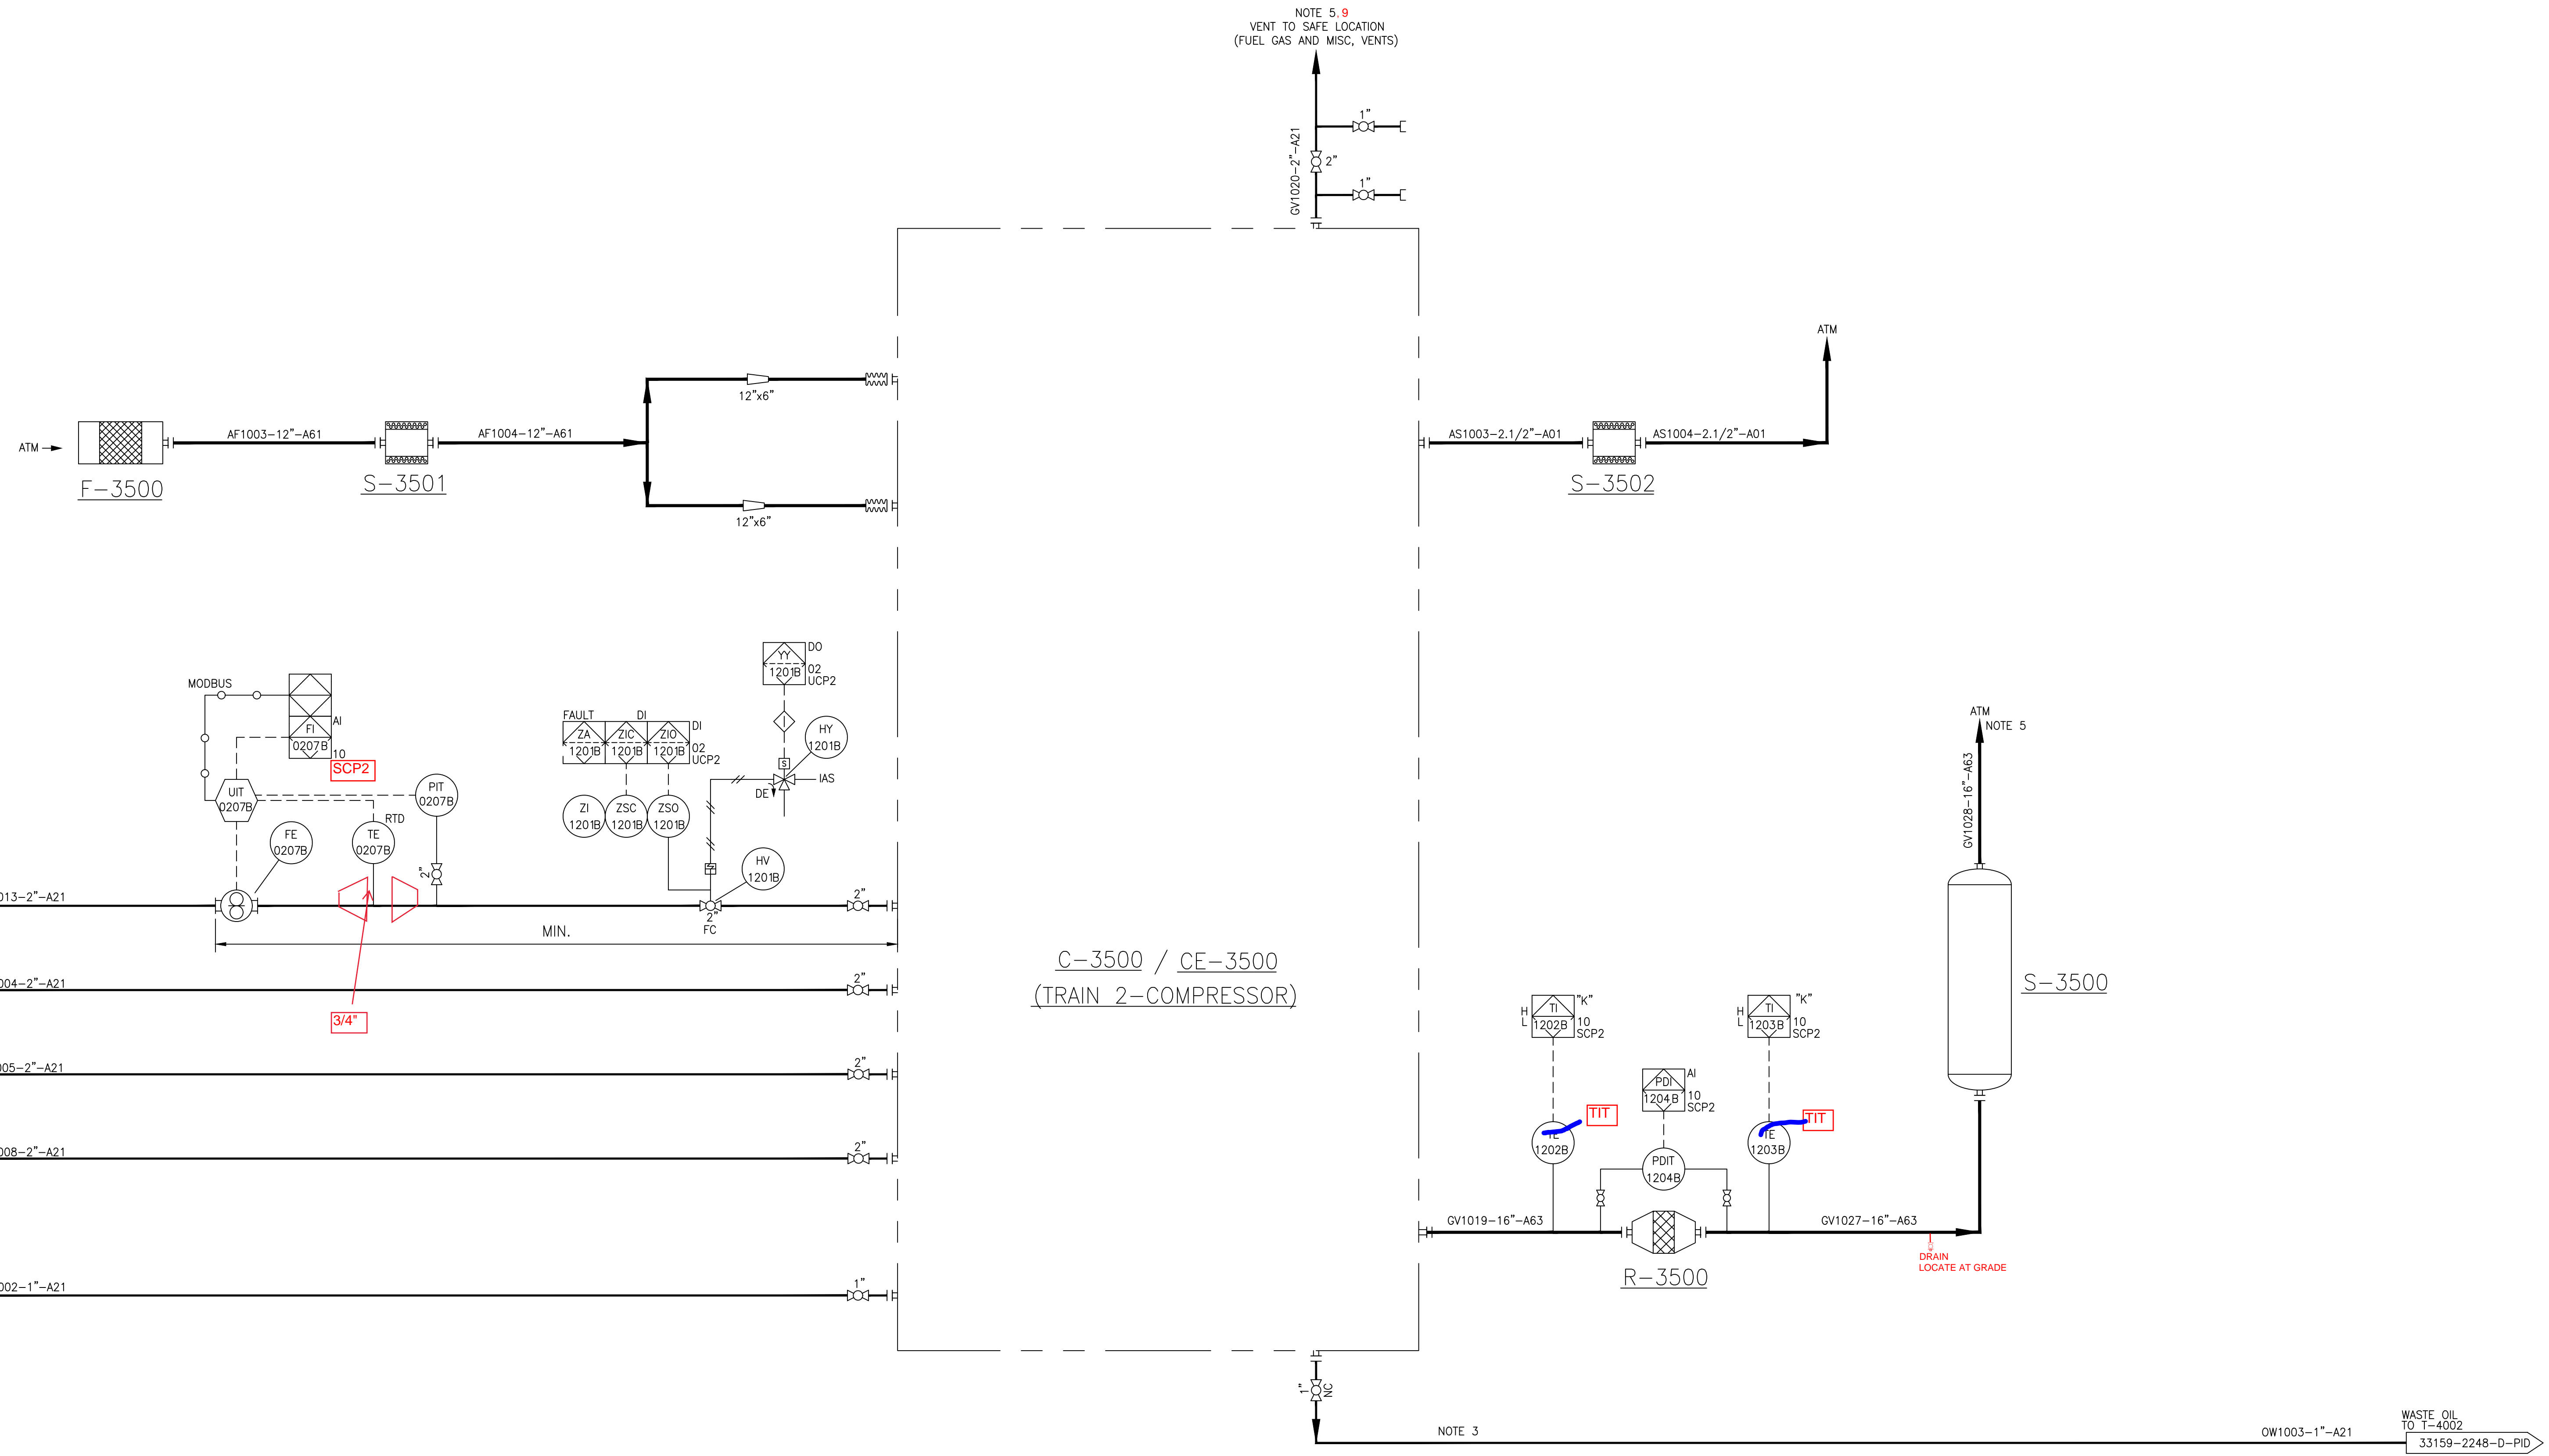 NOTE 5.9
VENT TO SAFE LOCATION
(FUEL GAS AND MISC, VENTS)
1"
GV1020-2"-A21
2"
1"
ATM
12"x6"
ATM
AF1003-12"-A61
AF1004-12"-A61
F-3500
S-3501
12"x6"
AS1003-2.1/2"-A01
AS1004-2.1/2"-A01
S-3502
YY
1201B
DO
02
UCP2
MODBUS
AI
FI
0207B
10
SCP2
FAULT
DI
DI
ZA
1201B
ZIC
1201B
ZIO
1201B
02
UCP2
HY
1201B
S
IAS
DE
UIT
0207B
PIT
0207B
RTD
FE
0207B
TE
0207B
2"
ZI
1201B
ZSC
1201B
ZSO
1201B
HV
1201B
013-2"-A21
2"
FC
2"
MIN.
004-2"-A21
2"
3/4"
005-2"-A21
2"
008-2"-A21
2"
002-1"-A21
1"
C-3500 / CE-3500
(TRAIN 2-COMPRESSOR)
ATM
NOTE 5
GV1028-16"-A63
S-3500
"K"
H
L
TI
1202B
10
SCP2
"K"
H
L
TI
1203B
10
SCP2
AI
PDI
1204B
10
SCP2
TIT
TIT
TE
1202B
TE
1203B
PDIT
1204B
GV1019-16"-A63
GV1027-16"-A63
R-3500
DRAIN
LOCATE AT GRADE
1"
NC
NOTE 3
OW1003-1"-A21
WASTE OIL
TO T-4002
33159-2248-D-PID